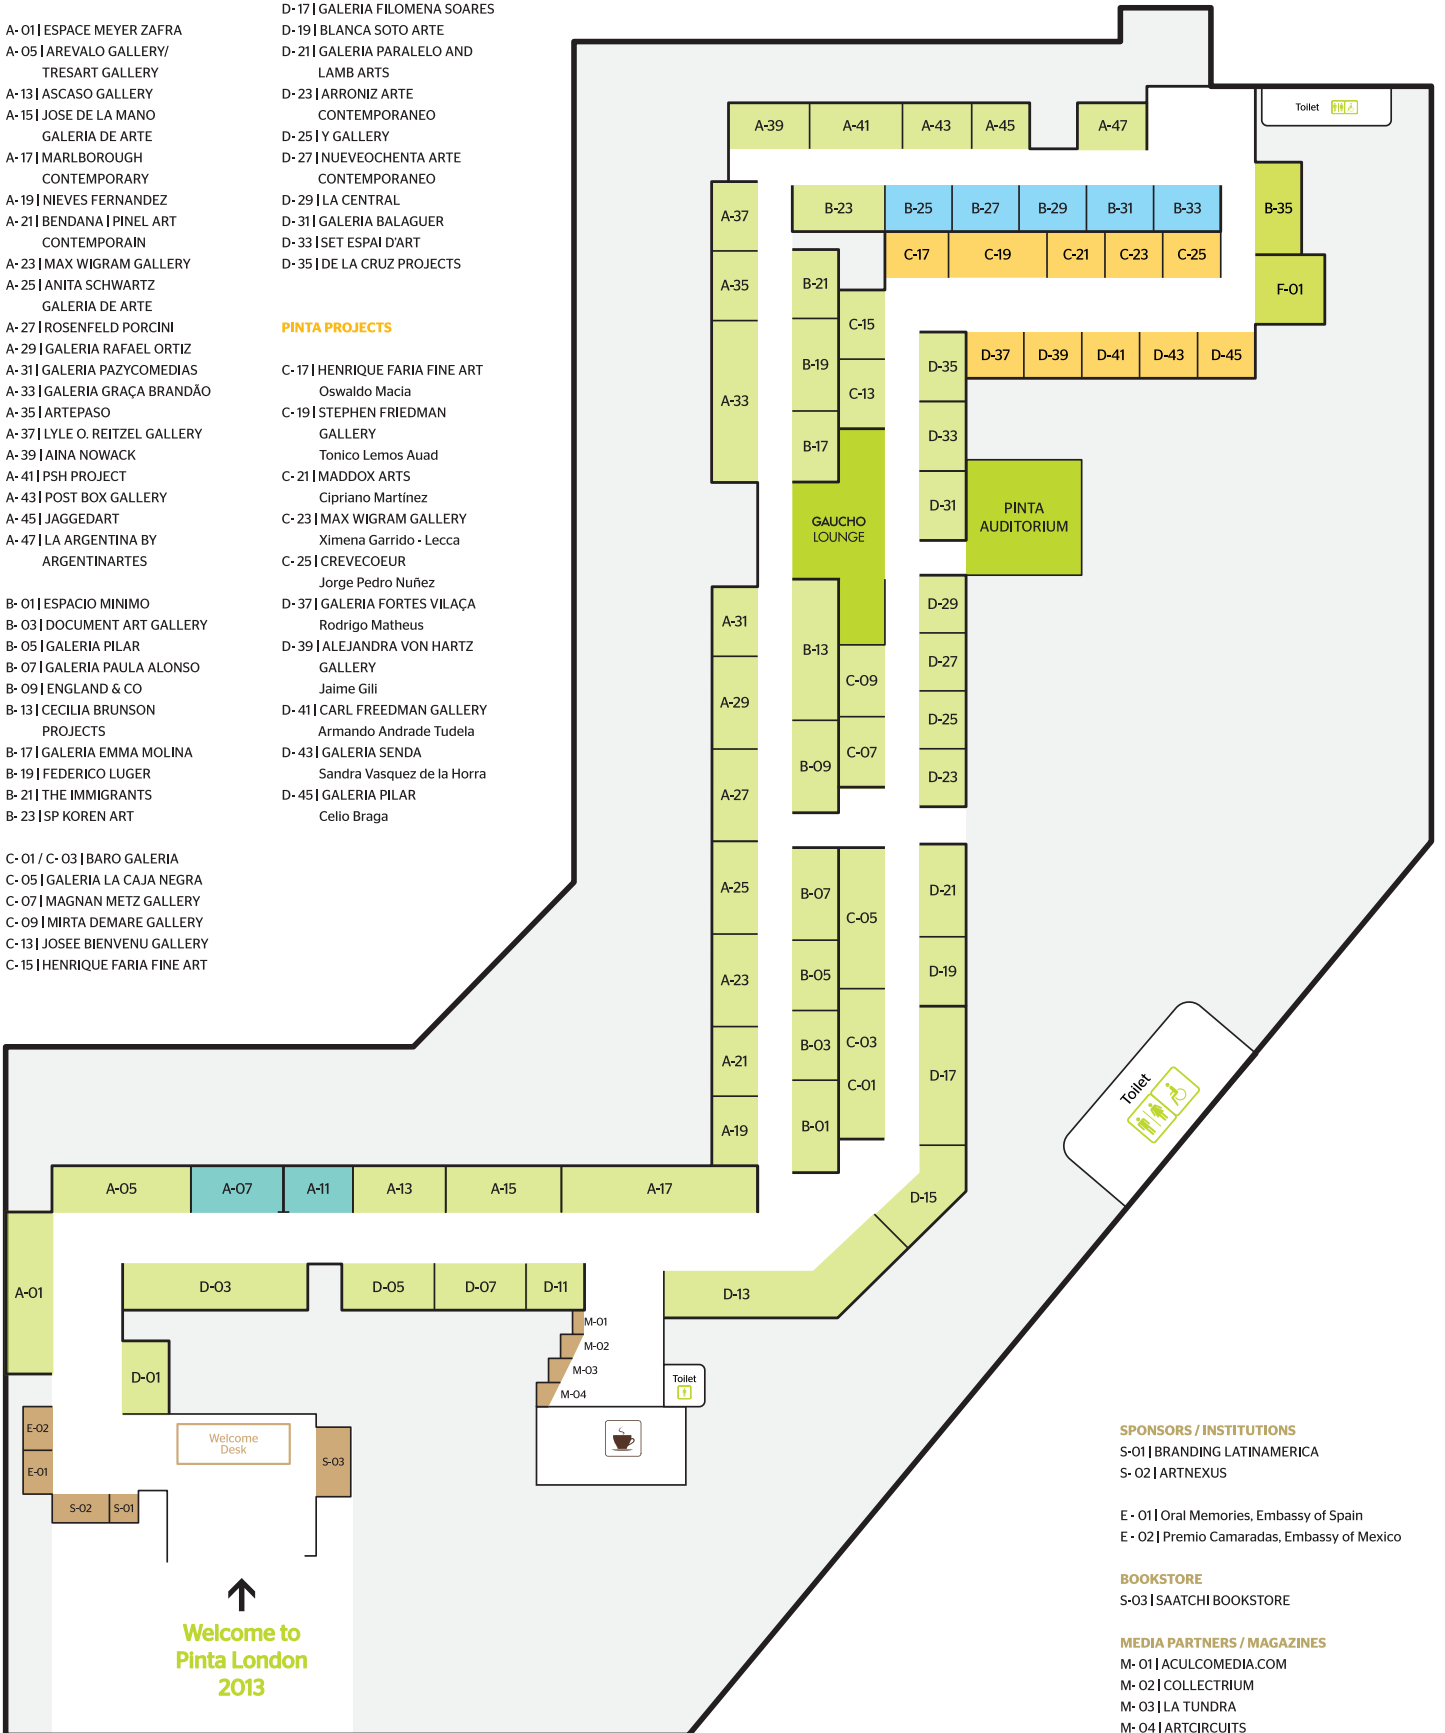 A- 01 | ESPACE MEYER ZAFRA
A- 05 | AREVALO GALLERY/
TRESART GALLERY
A- 13 | ASCASO GALLERY
A- 15 | JOSE DE LA MANO
GALERIA DE ARTE
A- 17 | MARLBOROUGH
CONTEMPORARY
A- 19 | NIEVES FERNANDEZ
A- 21 | BENDANA | PINEL ART
CONTEMPORAIN
A- 23 | MAX WIGRAM GALLERY
A- 25 | ANITA SCHWARTZ
GALERIA DE ARTE
A- 27 | ROSENFELD PORCINI
A- 29 | GALERIA RAFAEL ORTIZ
A- 31 | GALERIA PAZYCOMEDIAS
A- 33 | GALERIA GRAÇA BRANDÃO
A- 35 | ARTEPASO
A- 37 | LYLE O. REITZEL GALLERY
A- 39 | AINA NOWACK
A- 41 | PSH PROJECT
A- 43 | POST BOX GALLERY
A- 45 | JAGGEDART
A- 47 | LA ARGENTINA BY
ARGENTINARTES
B- 01 | ESPACIO MINIMO
B- 03 | DOCUMENT ART GALLERY
B- 05 | GALERIA PILAR
B- 07 | GALERIA PAULA ALONSO
B- 09 | ENGLAND & CO
B- 13 | CECILIA BRUNSON
PROJECTS
B- 17 | GALERIA EMMA MOLINA
B- 19 | FEDERICO LUGER
B- 21 | THE IMMIGRANTS
B- 23 | SP KOREN ART
C- 01 / C- 03 | BARO GALERIA
C- 05 | GALERIA LA CAJA NEGRA
C- 07 | MAGNAN METZ GALLERY
C- 09 | MIRTA DEMARE GALLERY
C- 13 | JOSEE BIENVENU GALLERY
C- 15 | HENRIQUE FARIA FINE ART
D- 17 | GALERIA FILOMENA SOARES
D- 19 | BLANCA SOTO ARTE
D- 21 | GALERIA PARALELO AND
LAMB ARTS
D- 23 | ARRONIZ ARTE
CONTEMPORANEO
D- 25 | Y GALLERY
D- 27 | NUEVEOCHENTA ARTE
CONTEMPORANEO
D- 29 | LA CENTRAL
D- 31 | GALERIA BALAGUER
D- 33 | SET ESPAI D'ART
D- 35 | DE LA CRUZ PROJECTS
PINTA PROJECTS
C- 17 | HENRIQUE FARIA FINE ART
Oswaldo Macia
C- 19 | STEPHEN FRIEDMAN
GALLERY
Tonico Lemos Auad
C- 21 | MADDOX ARTS
Cipriano Martínez
C- 23 | MAX WIGRAM GALLERY
Ximena Garrido - Lecca
C- 25 | CREVECOEUR
Jorge Pedro Nuñez
D- 37 | GALERIA FORTES VILAÇA
Rodrigo Matheus
D- 39 | ALEJANDRA VON HARTZ
GALLERY
Jaime Gili
D- 41 | CARL FREEDMAN GALLERY
Armando Andrade Tudela
D- 43 | GALERIA SENDA
Sandra Vasquez de la Horra
D- 45 | GALERIA PILAR
Celio Braga
Toilet
A-39 A-41 A-43 A-45 A-47
A-37
B-23 B-25 B-27 B-29 B-31 B-33
B-35
C-17 C-19 C-21 C-23 C-25
A-35
B-21
F-01
C-15
B-19
D-35 D-37 D-39 D-41 D-43 D-45
A-33
C-13
B-17
D-33
D-31
PINTA
AUDITORIUM
GAUCHO
LOUNGE
D-29
A-31
B-13
D-27
C-09
A-29
D-25
C-07
B-09
D-23
A-27
A-25
B-07
D-21
C-05
B-05
D-19
A-23
B-03
C-03
A-21
C-01
D-17
B-01
A-19
Toilet
A-05 A-07 A-11 A-13 A-15 A-17
D-15
A-01
D-03 D-05 D-07 D-11
D-13
M-01
M-02
M-03
M-04
D-01
Toilet
E-02
Welcome
Desk
E-01
S-03
S-02 S-01
Welcome to
Pinta London
2013
SPONSORS / INSTITUTIONS
S-01 | BRANDING LATINAMERICA
S- 02 | ARTNEXUS
E - 01 | Oral Memories, Embassy of Spain
E - 02 | Premio Camaradas, Embassy of Mexico
BOOKSTORE
S-03 | SAATCHI BOOKSTORE
MEDIA PARTNERS / MAGAZINES
M- 01 | ACULCOMEDIA.COM
M- 02 | COLLECTRIUM
M- 03 | LA TUNDRA
M- 04 | ARTCIRCUITS